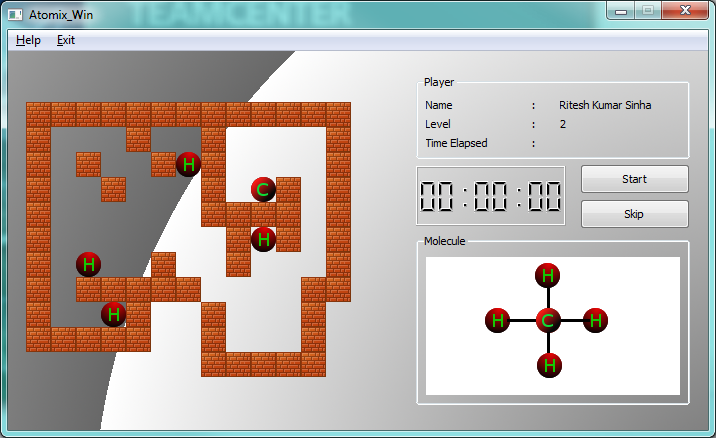 TEAMCENTER
Atomix_Win
Help Exit
Player
Name : Ritesh Kumar Sinha
Level : 2
Time Elapsed :
00:00:00
Start
Skip
Molecule
H
H C H
H
H
C
H
H
H